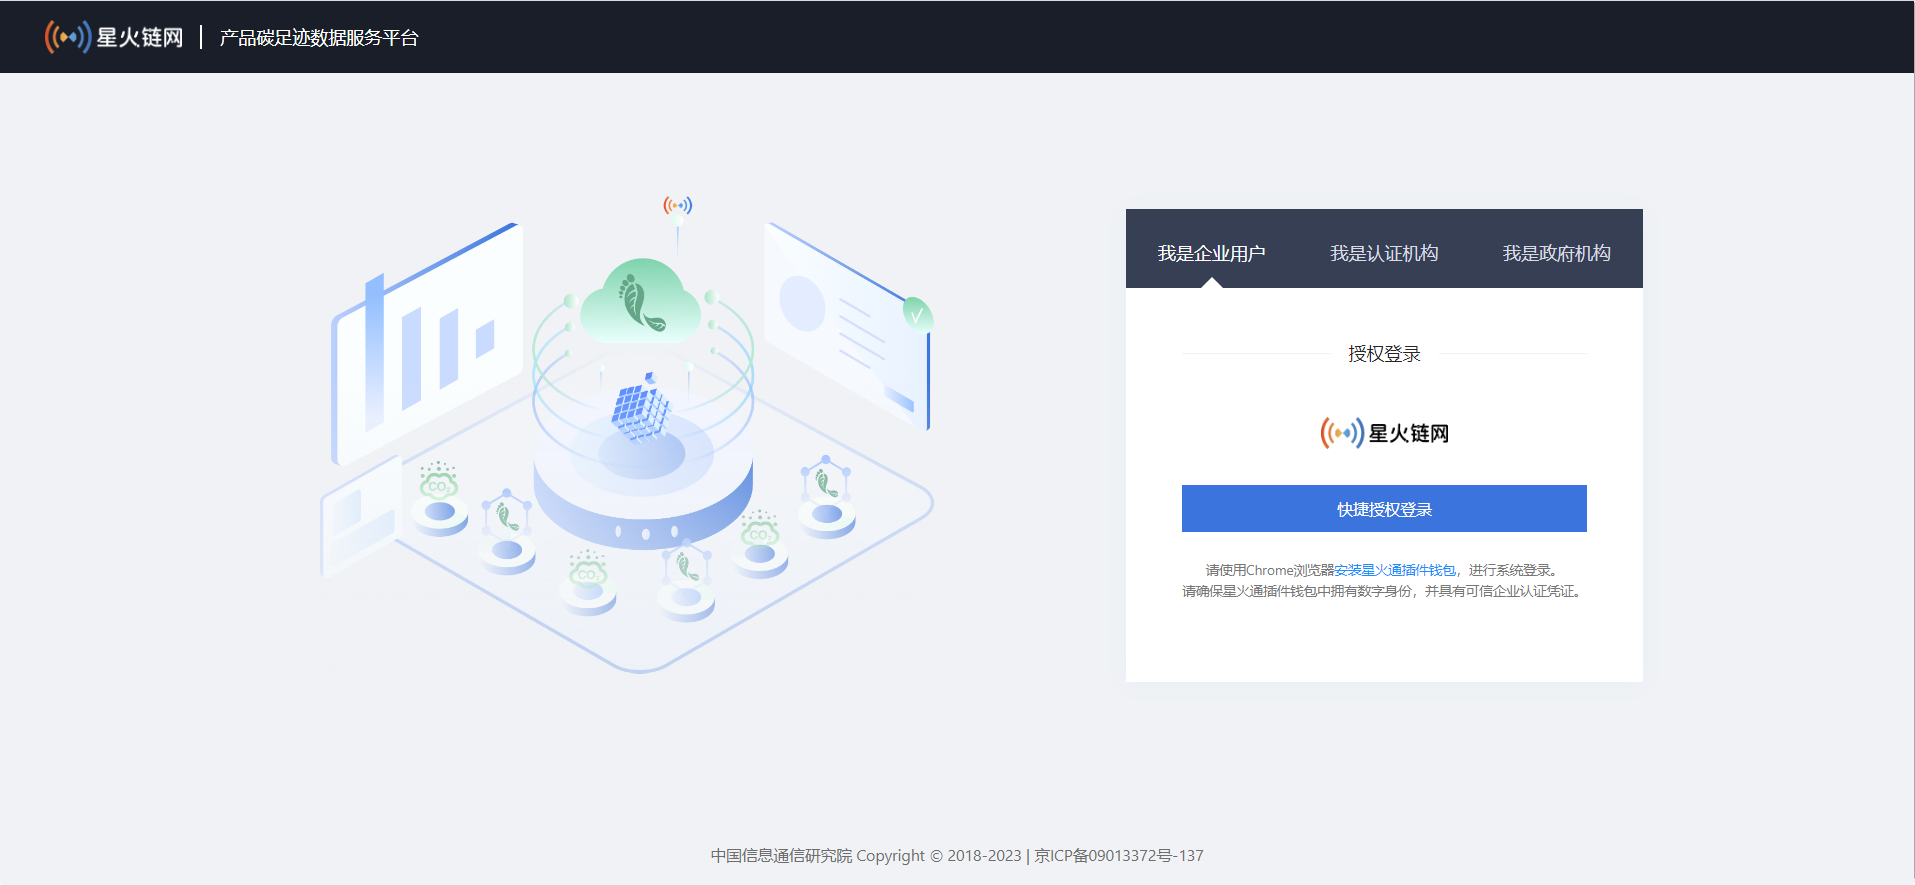 星火链网 | 产品碳足迹数据服务平台
我是企业用户 我是认证机构 我是政府机构
授权登录
星火链网
快捷授权登录
请使用Chrome浏览器安装星火通插件钱包，进行系统登录。
请确保星火通插件钱包中拥有数字身份，并具有可信企业认证凭证。
CO₂
CO₂
CO₂
中国信息通信研究院 Copyright © 2018-2023 | 京ICP备09013372号-137